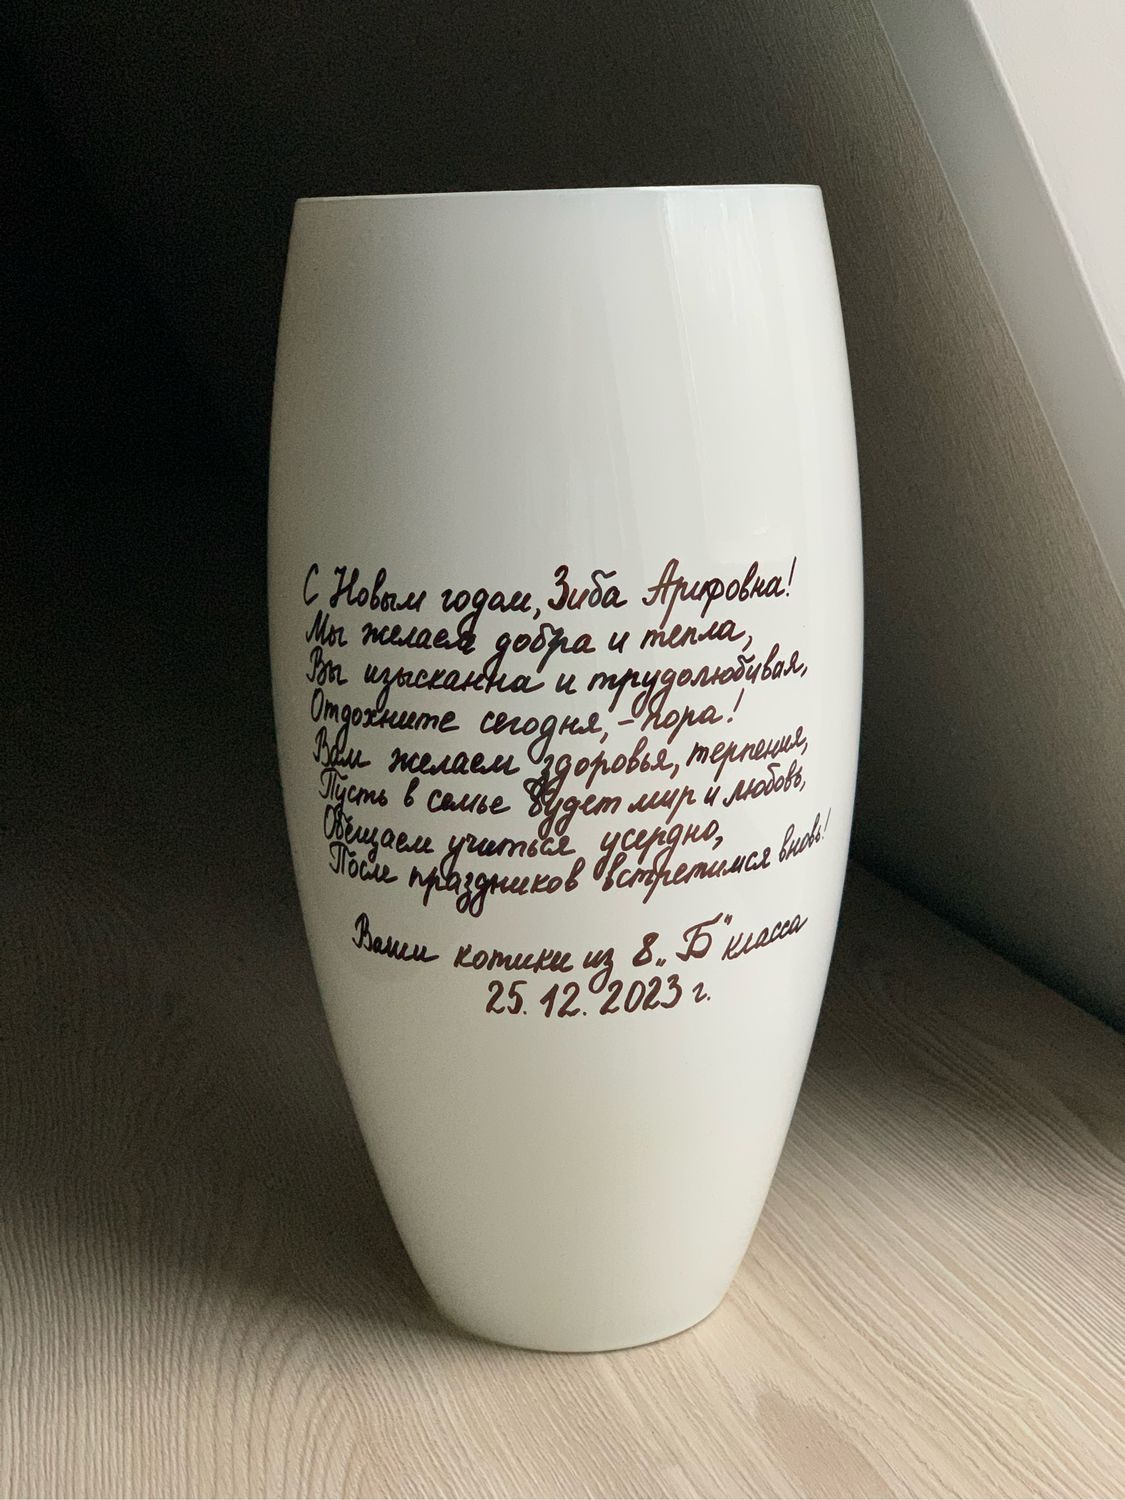 С Новым годом, Зиба Арифовна!
Мы желаем добра и тепла,
Вы изысканна и трудолюбивая,
Отдохните сегодня, – пора!
Вам желаем здоровья, терпения,
Пусть в семье будет мир и любовь,
Обещаем учиться усердно,
После праздников встретимся вновь!
Ваши котики из 8 „Б" класса
25.12.2023 г.